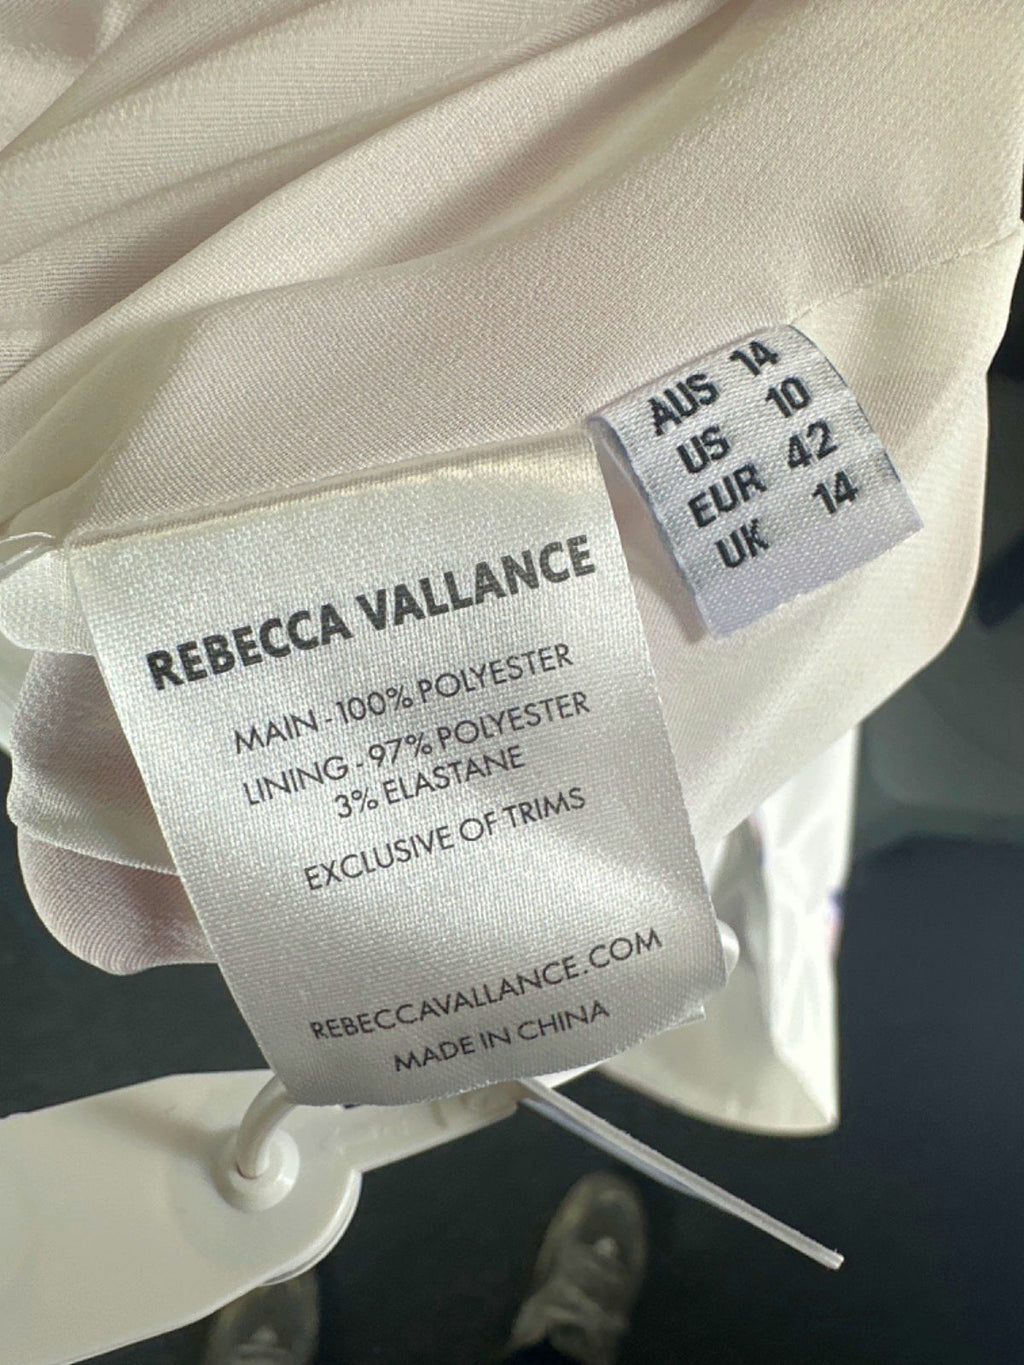 AUS 14
US 10
EUR 42
UK 14
REBECCA VALLANCE
MAIN - 100% POLYESTER
LINING - 97% POLYESTER
3% ELASTANE
EXCLUSIVE OF TRIMS
REBECCAVALLANCE.COM
MADE IN CHINA